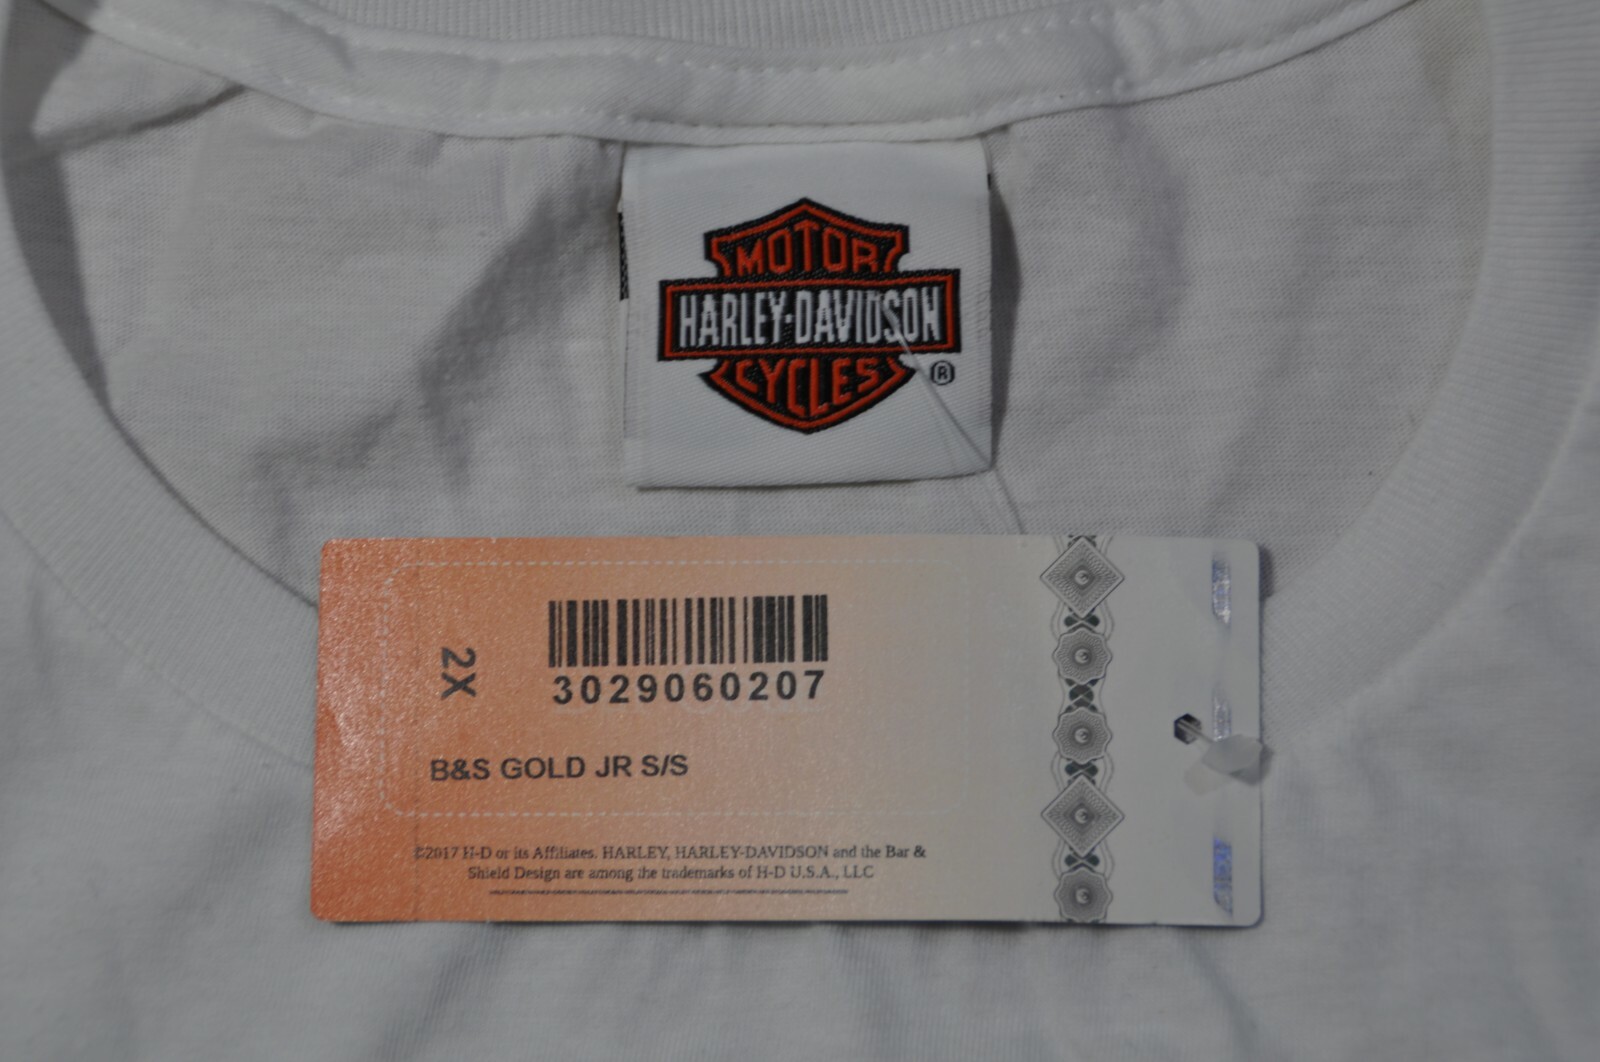 MOTOR
HARLEY-DAVIDSON
CYCLES
®
2X
3029060207
B&S GOLD JR S/S
©2017 H-D or its Affiliates. HARLEY, HARLEY-DAVIDSON and the Bar &
Shield Design are among the trademarks of H-D U.S.A., LLC